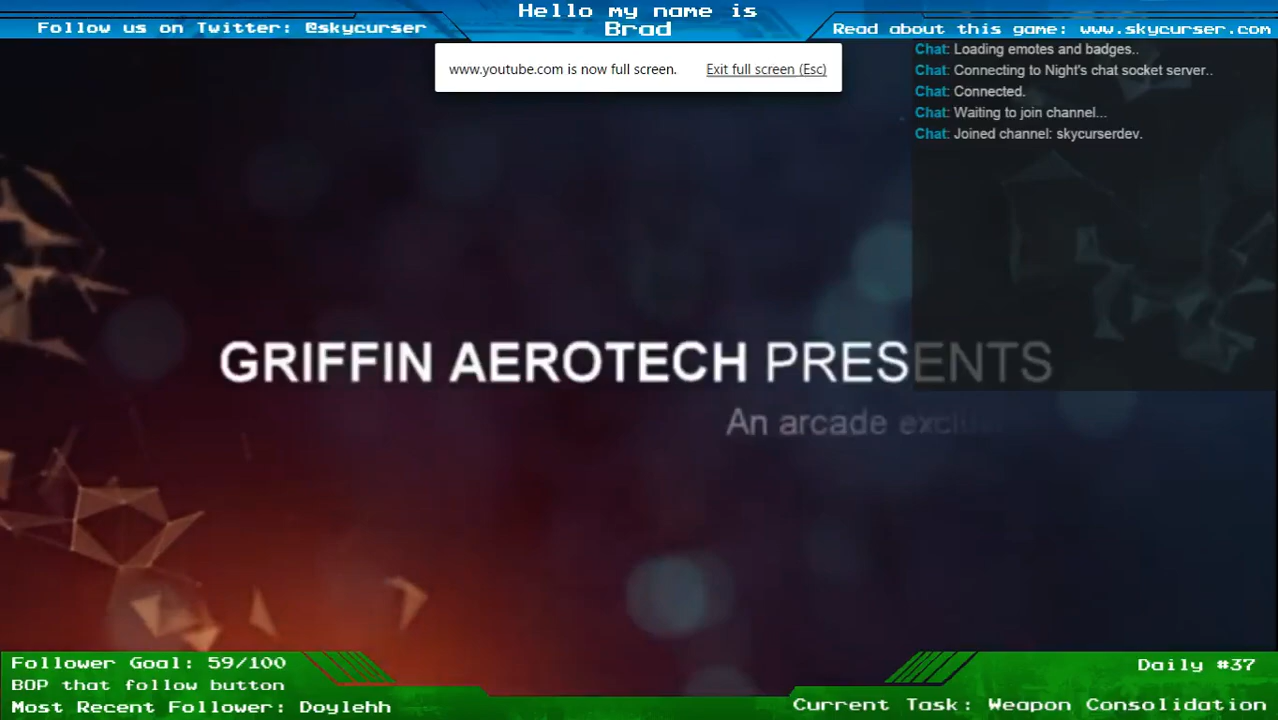 Follow us on Twitter: @skycurser
Hello my name is
Brad
Read about this game: www.skycurser.com
www.youtube.com is now full screen. Exit full screen (Esc)
Chat: Loading emotes and badges..
Chat: Connecting to Night's chat socket server..
Chat: Connected.
Chat: Waiting to join channel...
Chat: Joined channel: skycurserdev.
GRIFFIN AEROTECH PRESENTS
An arcade
Follower Goal: 59/100
BOP that follow button
Most Recent Follower: Doylehh
Daily #37
Current Task: Weapon Consolidation